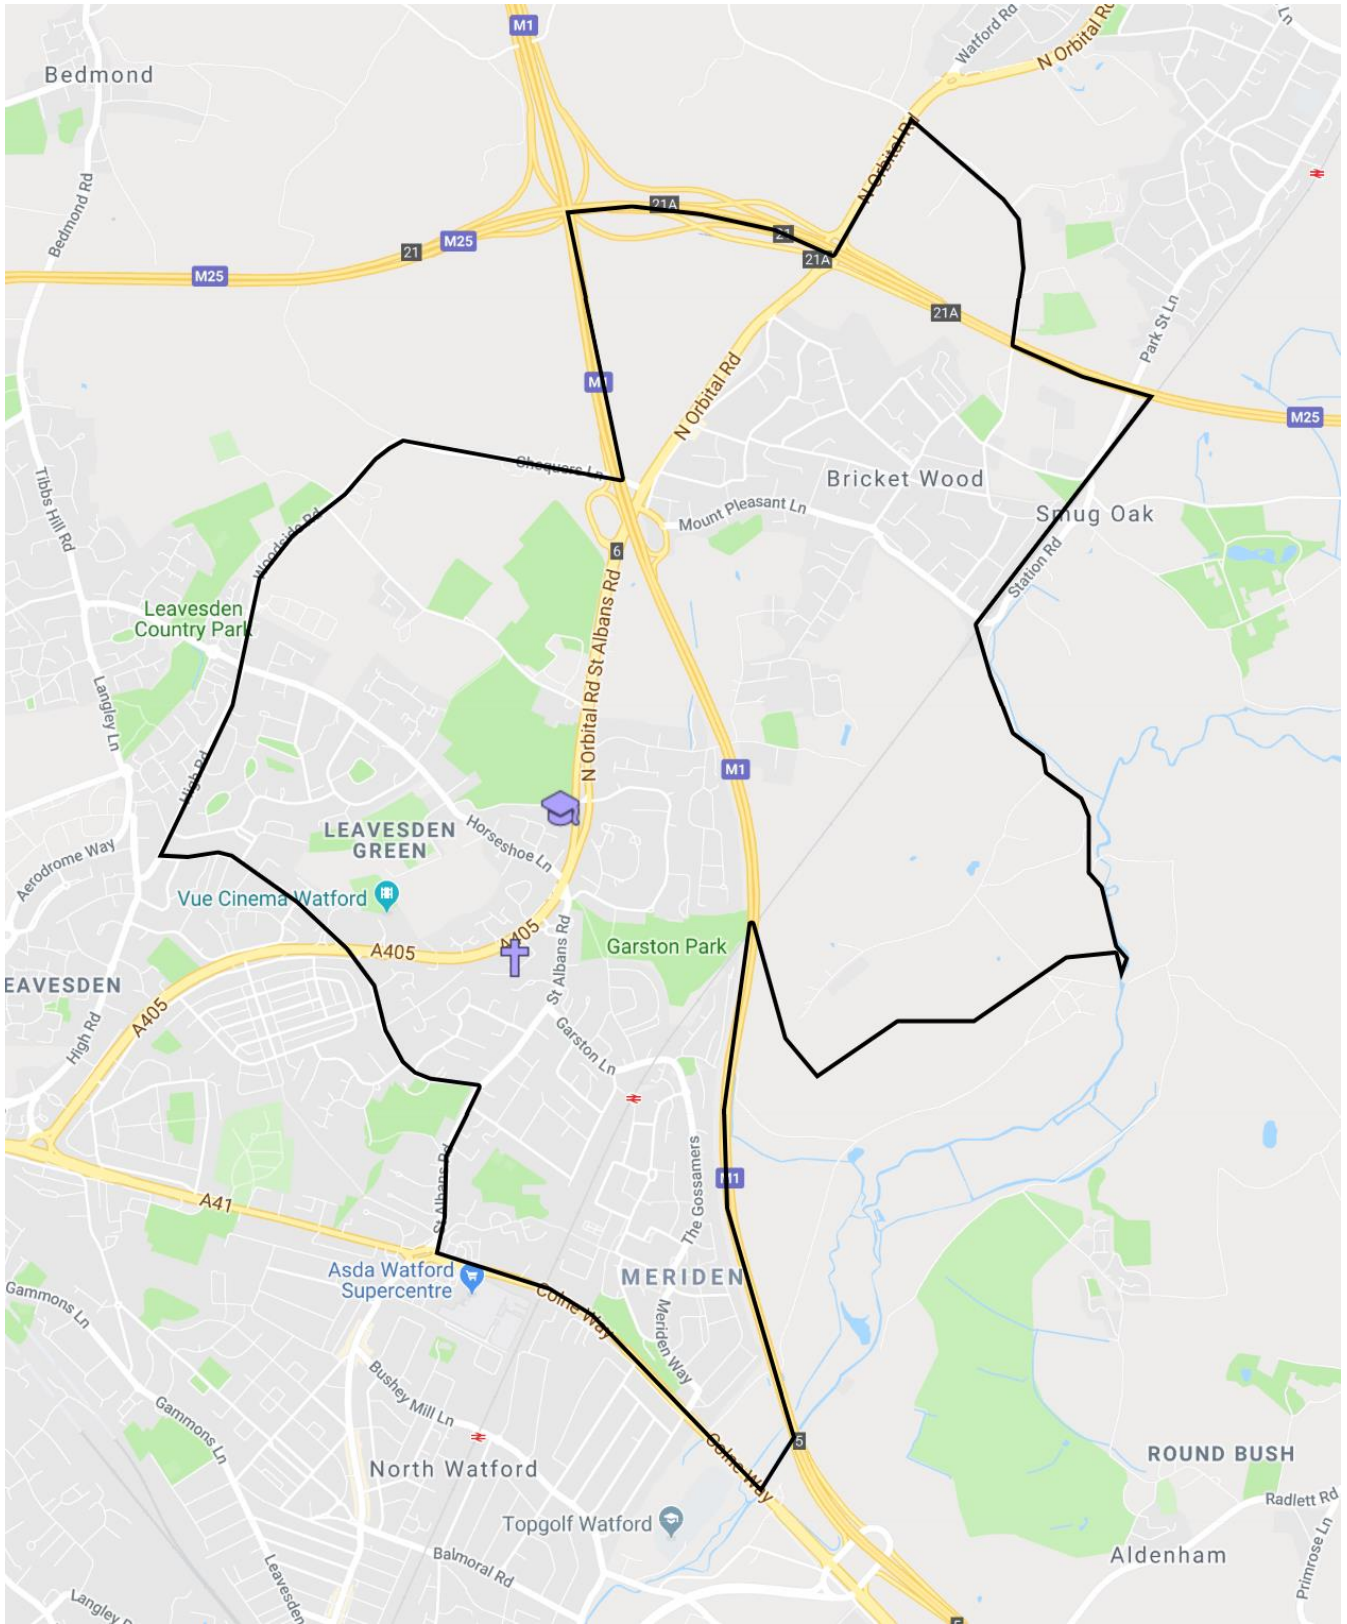 M1
Watford Rd
N Orbital Rd
Ln
Bedmond
Bedmond Rd
N Orbital Rd
21A
21
M25
21
21A
M25
21A
Park St Ln
M1
N Orbital Rd
M25
Chequers Ln
Bricket Wood
Tibbs Hill Rd
Mount Pleasant Ln
Smug Oak
Woodside Rd
6
Station Rd
Leavesden
Country Park
N Orbital Rd St Albans Rd
Langley Ln
High Rd
M1
LEAVESDEN
GREEN
Horseshoe Ln
Aerodrome Way
Vue Cinema Watford
A405
A405
St Albans Rd
Garston Park
EAVESDEN
A405
High Rd
Garston Ln
St Albans Rd
The Gossamers
M1
A41
Asda Watford
Supercentre
MERIDEN
Colne Way
Gammons Ln
Meriden Way
Bushey Mill Ln
Gammons Ln
Colne Way
5
North Watford
ROUND BUSH
Radlett Rd
Topgolf Watford
Balmoral Rd
Aldenham
Primrose Ln
Leavesden
Langley
5